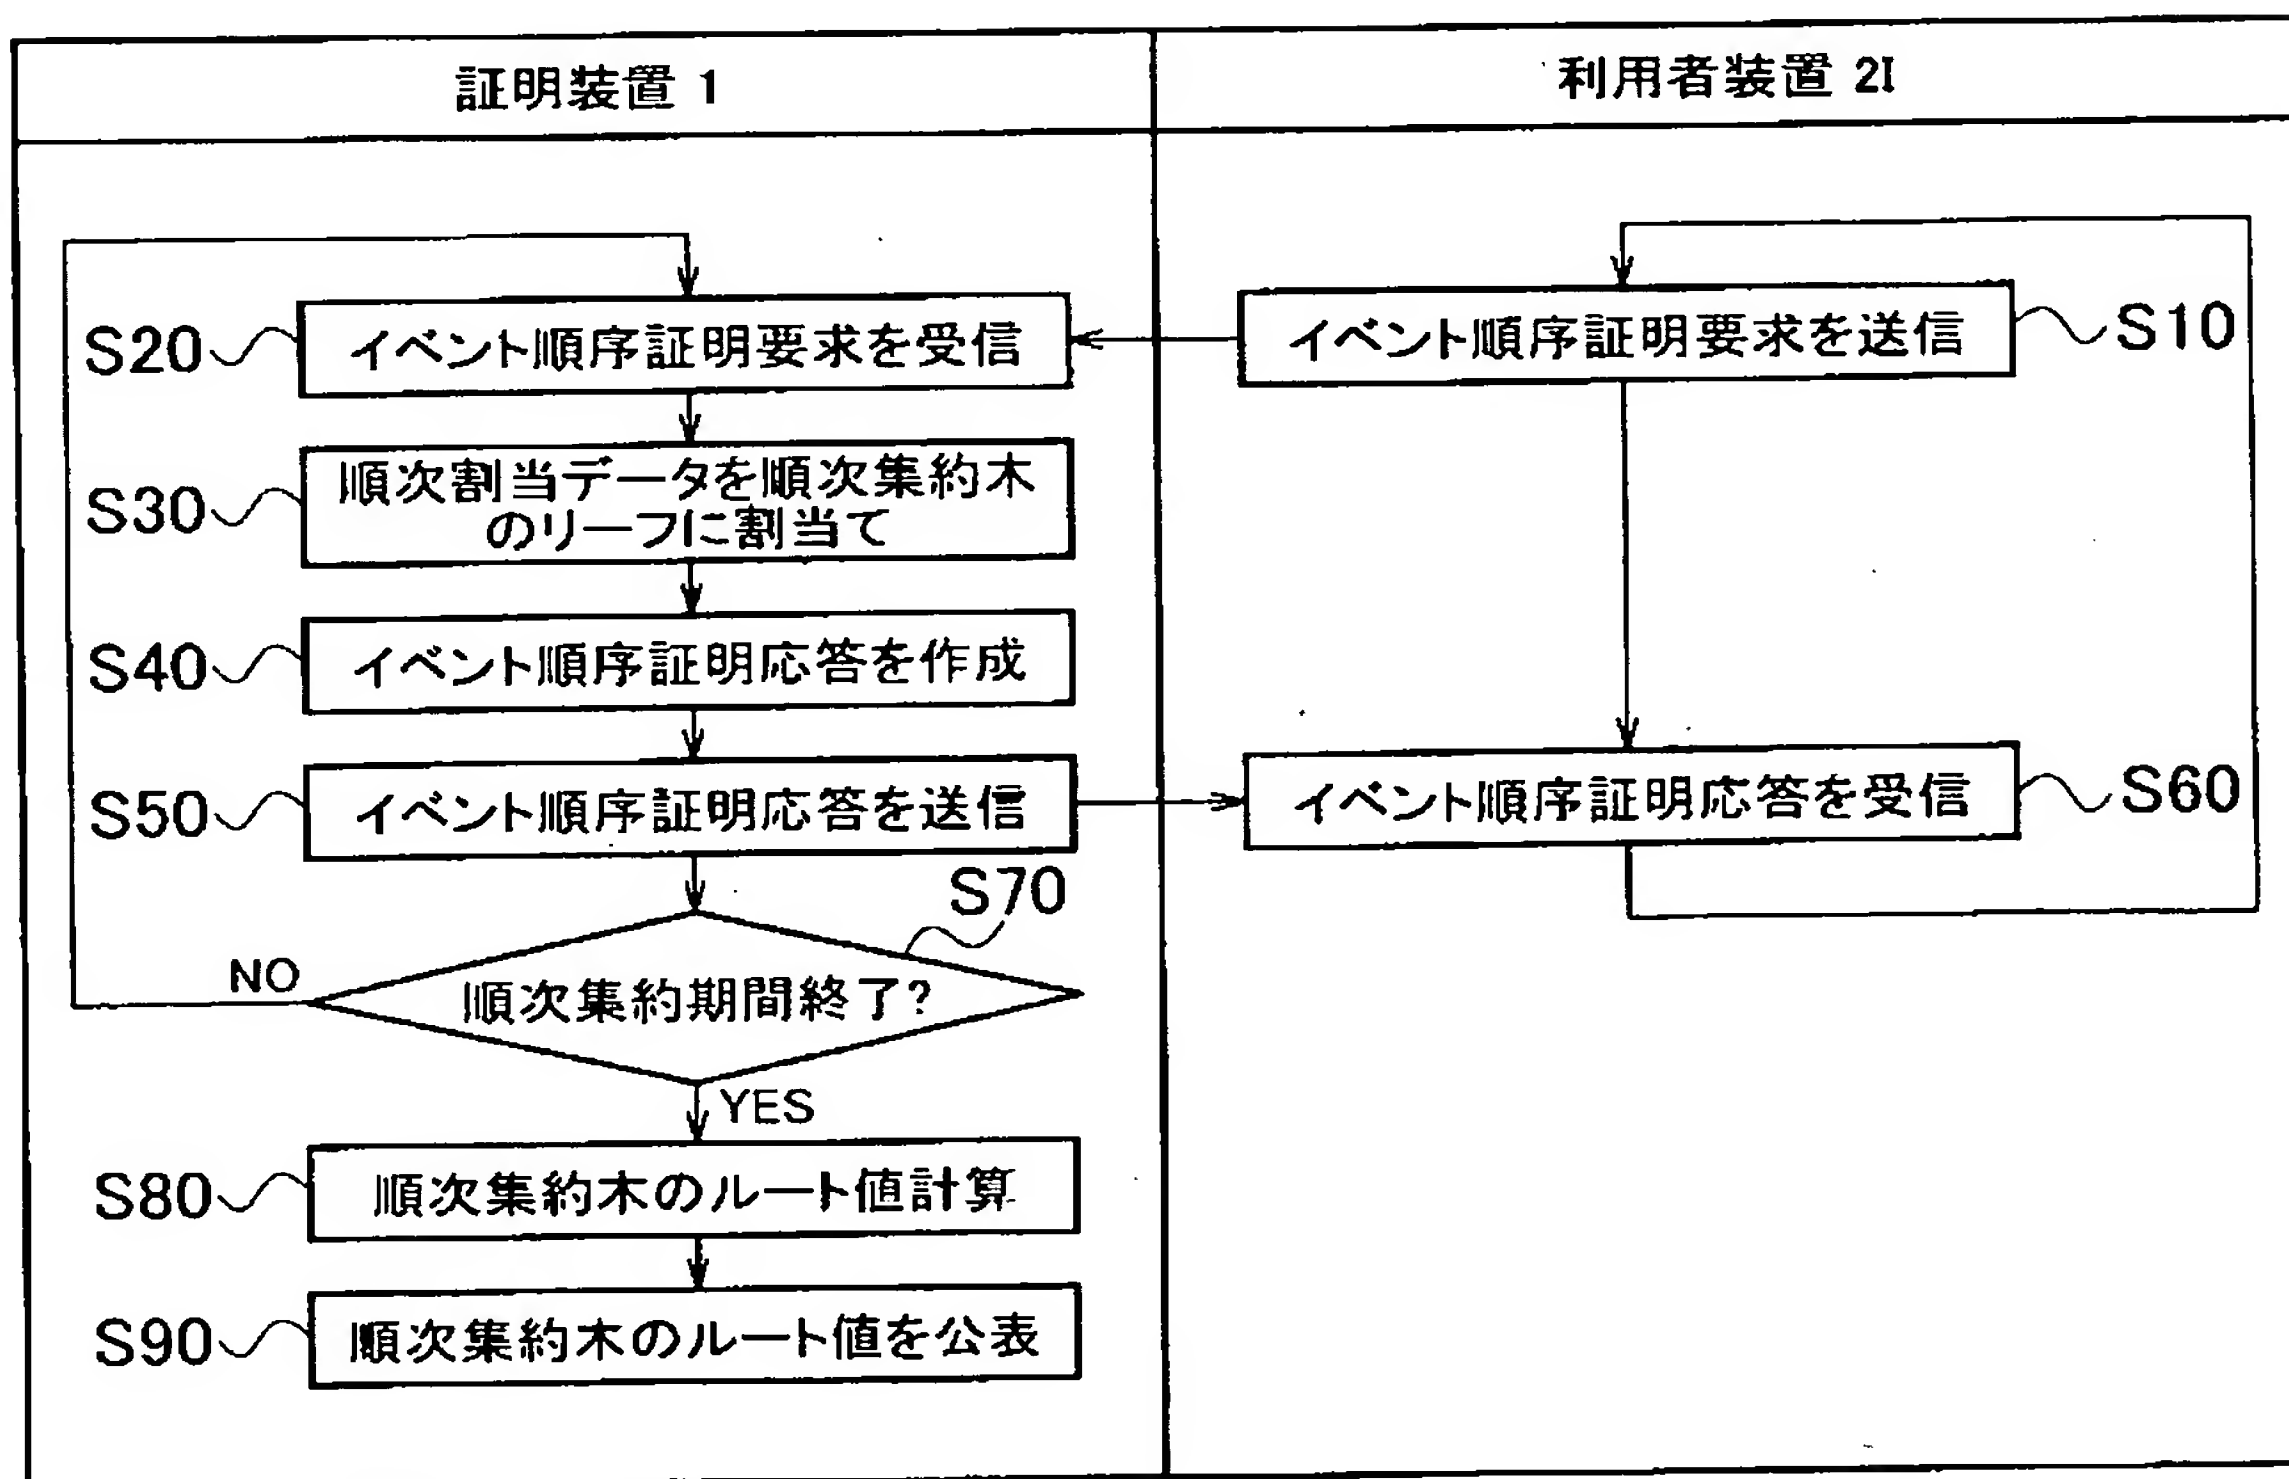 証明装置 1
利用者装置 2I
S20
イベント順序証明要求を受信
イベント順序証明要求を送信
S10
S30
順次割当データを順次集約木
のリーフに割当て
S40
イベント順序証明応答を作成
S50
イベント順序証明応答を送信
イベント順序証明応答を受信
S60
S70
NO
順次集約期間終了?
YES
S80
順次集約木のルート値計算
S90
順次集約木のルート値を公表